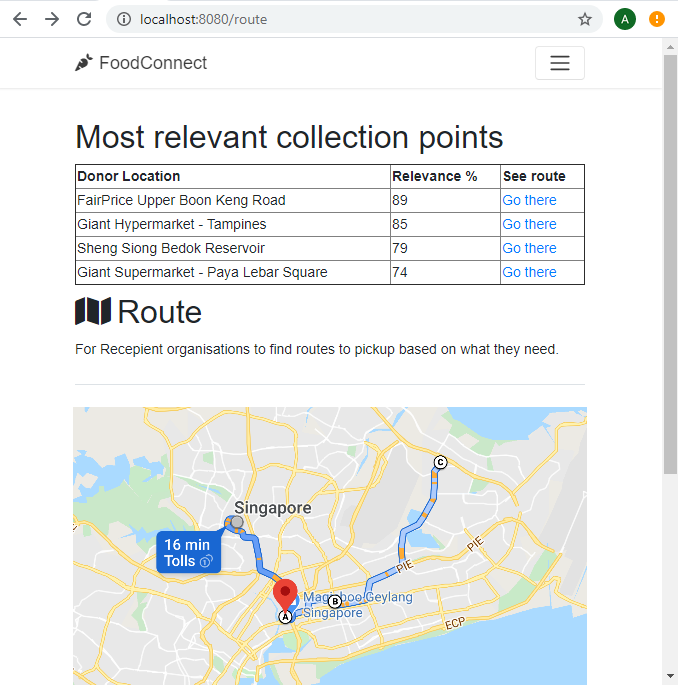 localhost:8080/route
A
FoodConnect
Most relevant collection points
Donor Location Relevance % See route
FairPrice Upper Boon Keng Road 89 Go there
Giant Hypermarket - Tampines 85 Go there
Sheng Siong Bedok Reservoir 79 Go there
Giant Supermarket - Paya Lebar Square 74 Go there
Route
For Recepient organisations to find routes to pickup based on what they need.
C
Singapore
16 min
Tolls
PIE
PIE
Geylang
B
Singapore
A
ECP